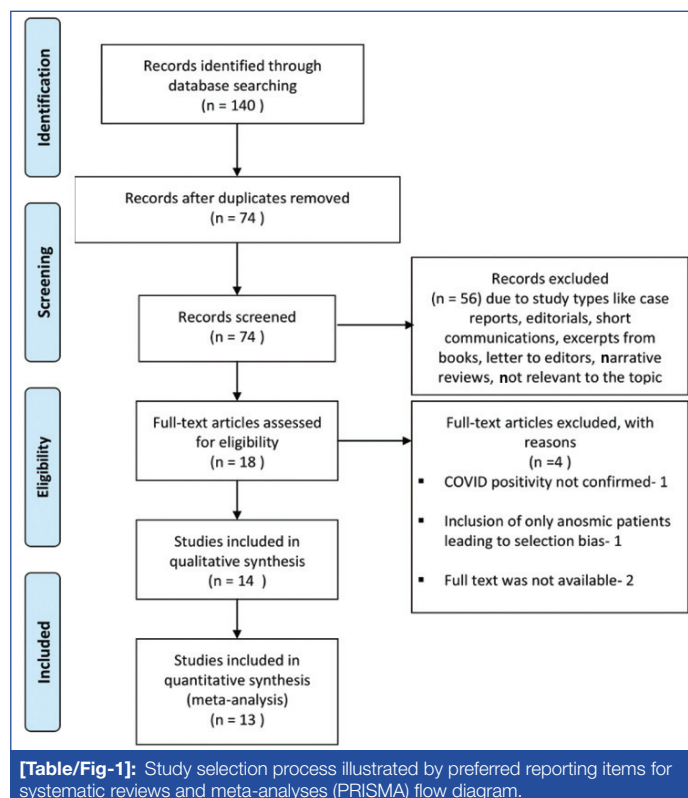 Identification
Records identified through
database searching
(n = 140)
Records after duplicates removed
(n = 74 )
Screening
Records screened
(n = 74)
Records excluded
(n = 56) due to study types like case
reports, editorials, short
communications, excerpts from
books, letter to editors, narrative
reviews, not relevant to the topic
Eligibility
Full-text articles assessed
for eligibility
(n = 18 )
Full-text articles excluded, with
reasons
(n =4 )
▪ COVID positivity not confirmed- 1
▪ Inclusion of only anosmic patients
leading to selection bias- 1
▪ Full text was not available- 2
Studies included in
qualitative synthesis
(n = 14 )
Included
Studies included in
quantitative synthesis
(meta-analysis)
(n = 13 )
[Table/Fig-1]: Study selection process illustrated by preferred reporting items for
systematic reviews and meta-analyses (PRISMA) flow diagram.